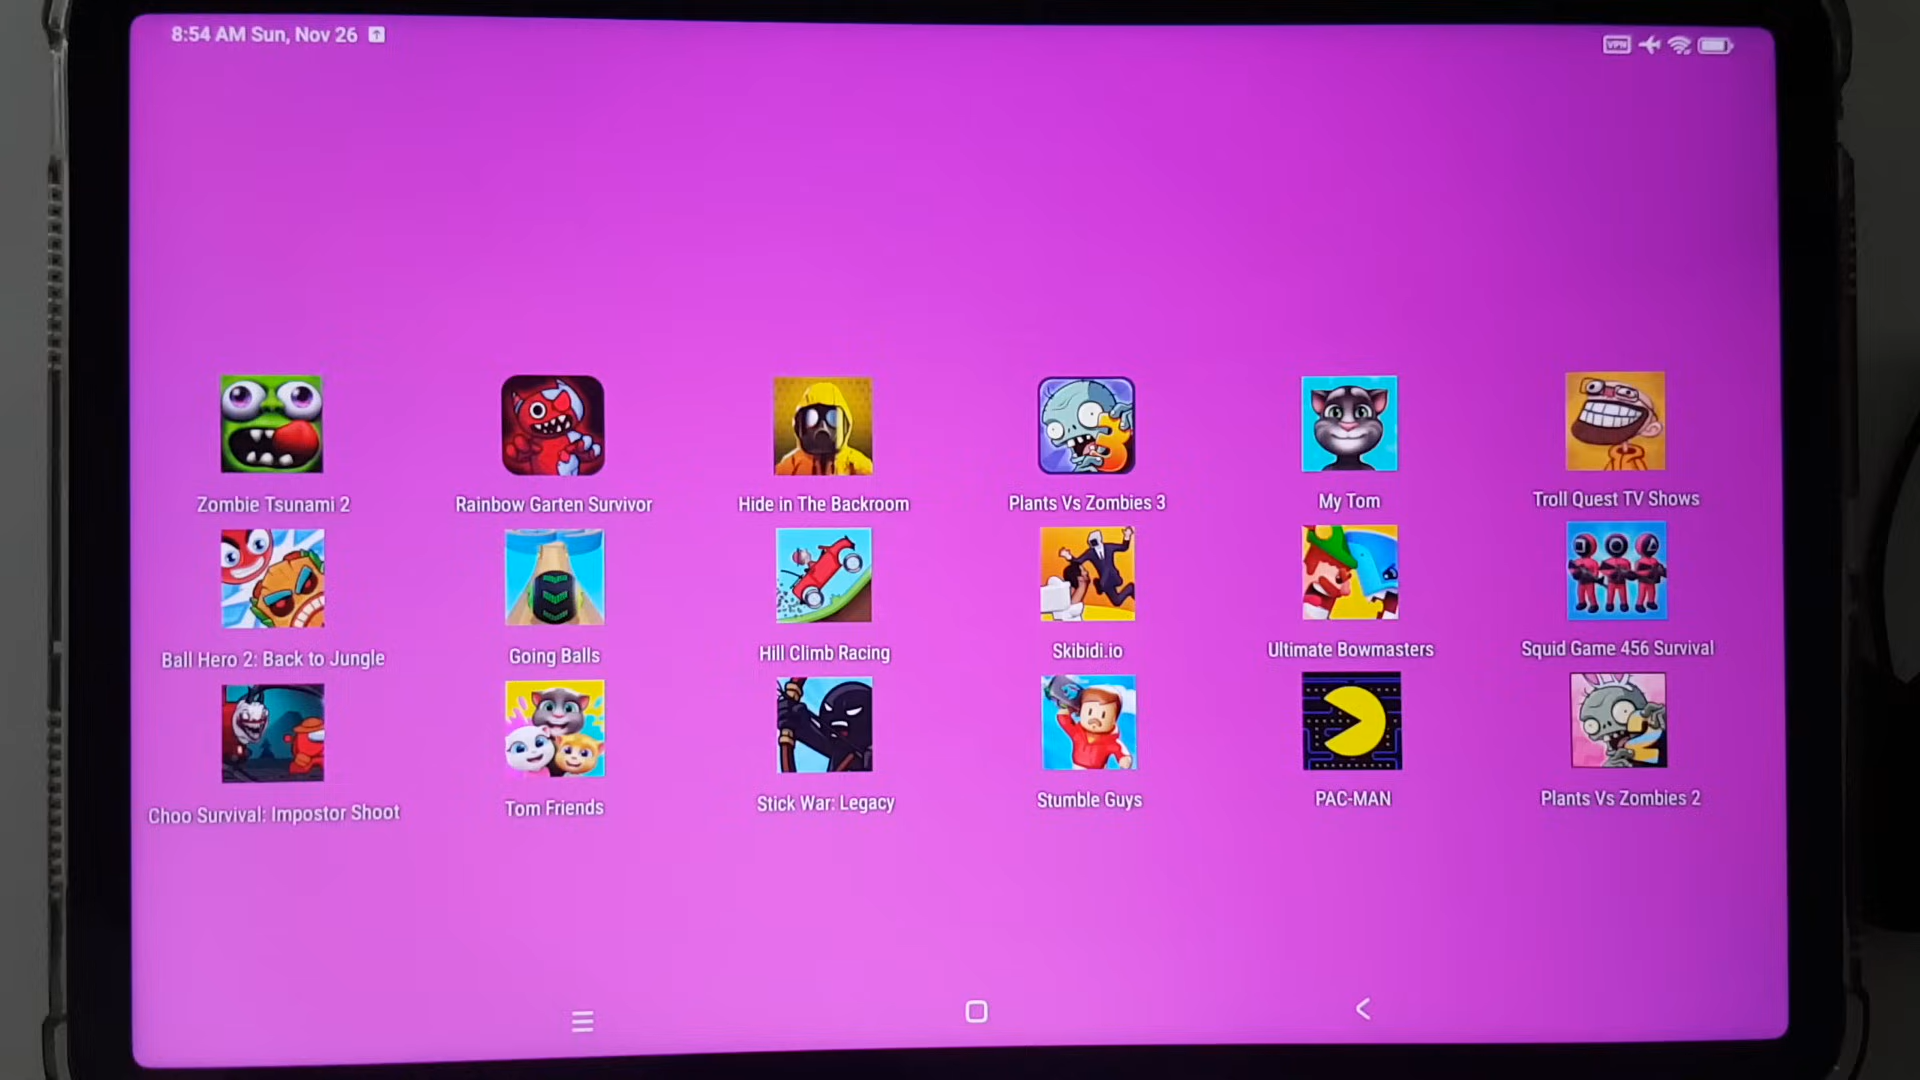 8:54 AM Sun, Nov 26
VPN
Zombie Tsunami 2
Rainbow Garten Survivor
Hide in The Backroom
Plants Vs Zombies 3
My Tom
Troll Quest TV Shows
Ball Hero 2: Back to Jungle
Going Balls
Hill Climb Racing
Skibidi.io
Ultimate Bowmasters
Squid Game 456 Survival
Choo Survival: Impostor Shoot
Tom Friends
Stick War: Legacy
Stumble Guys
PAC-MAN
Plants Vs Zombies 2